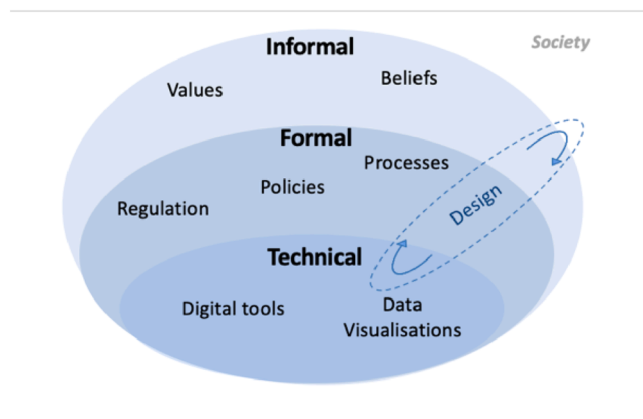 Informal
Society
Values
Beliefs
Formal
Processes
Policies
Regulation
Design
Technical
Digital tools
Data
Visualisations